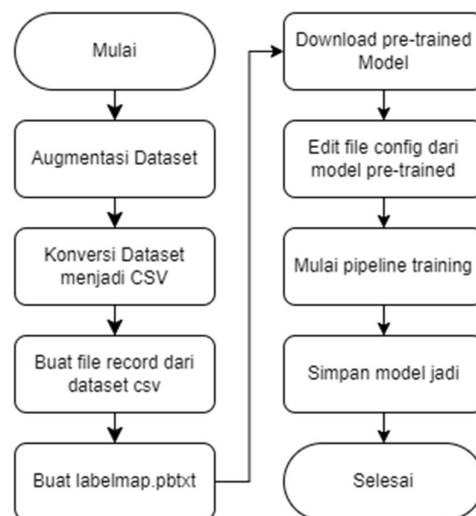 Mulai
Augmentasi Dataset
Konversi Dataset
menjadi CSV
Buat file record dari
dataset csv
Buat labelmap.pbtxt
Download pre-trained
Model
Edit file config dari
model pre-trained
Mulai pipeline training
Simpan model jadi
Selesai